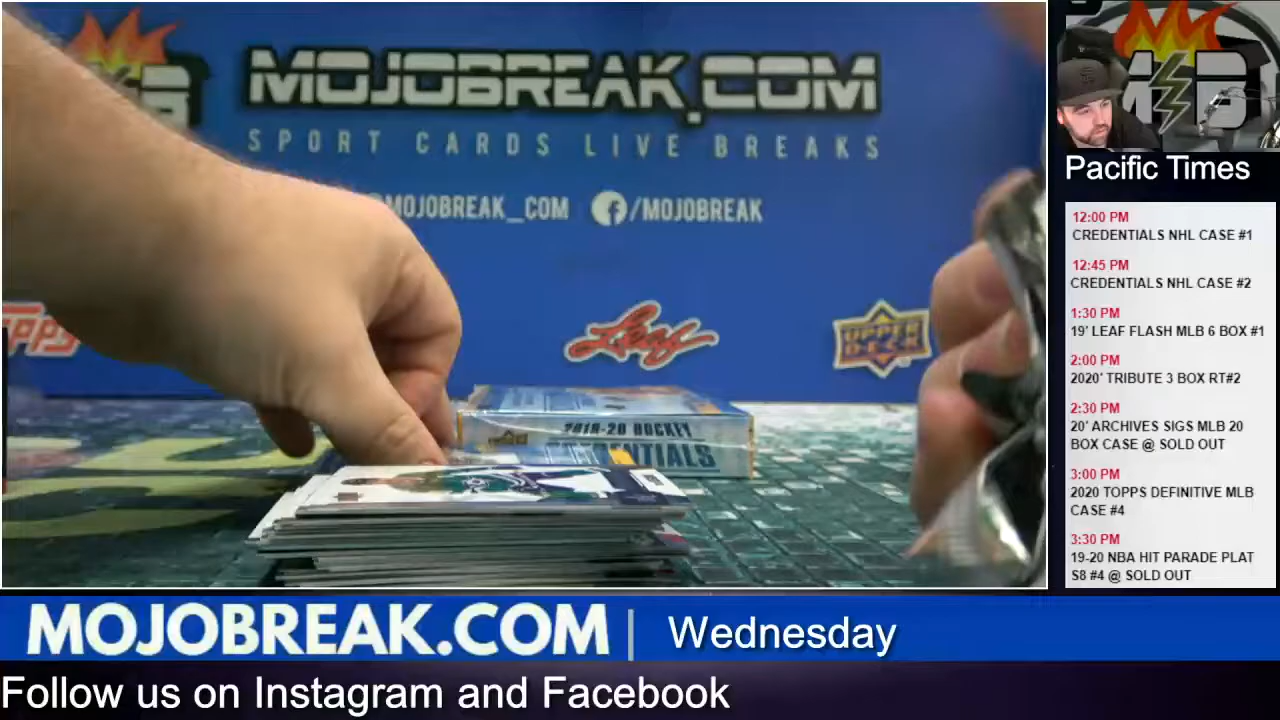 MOJOBREAK.COM
SPORT CARDS LIVE BREAKS
MOJOBREAK_COM /MOJOBREAK
TOPPS
Leaf
UPPER DECK
2019-20 HOCKEY
CREDENTIALS
MB
Pacific Times
12:00 PM
CREDENTIALS NHL CASE #1
12:45 PM
CREDENTIALS NHL CASE #2
1:30 PM
19' LEAF FLASH MLB 6 BOX #1
2:00 PM
2020' TRIBUTE 3 BOX RT#2
2:30 PM
20' ARCHIVES SIGS MLB 20
BOX CASE @ SOLD OUT
3:00 PM
2020 TOPPS DEFINITIVE MLB
CASE #4
3:30 PM
19-20 NBA HIT PARADE PLAT
S8 #4 @ SOLD OUT
MOJOBREAK.COM | Wednesday
Follow us on Instagram and Facebook